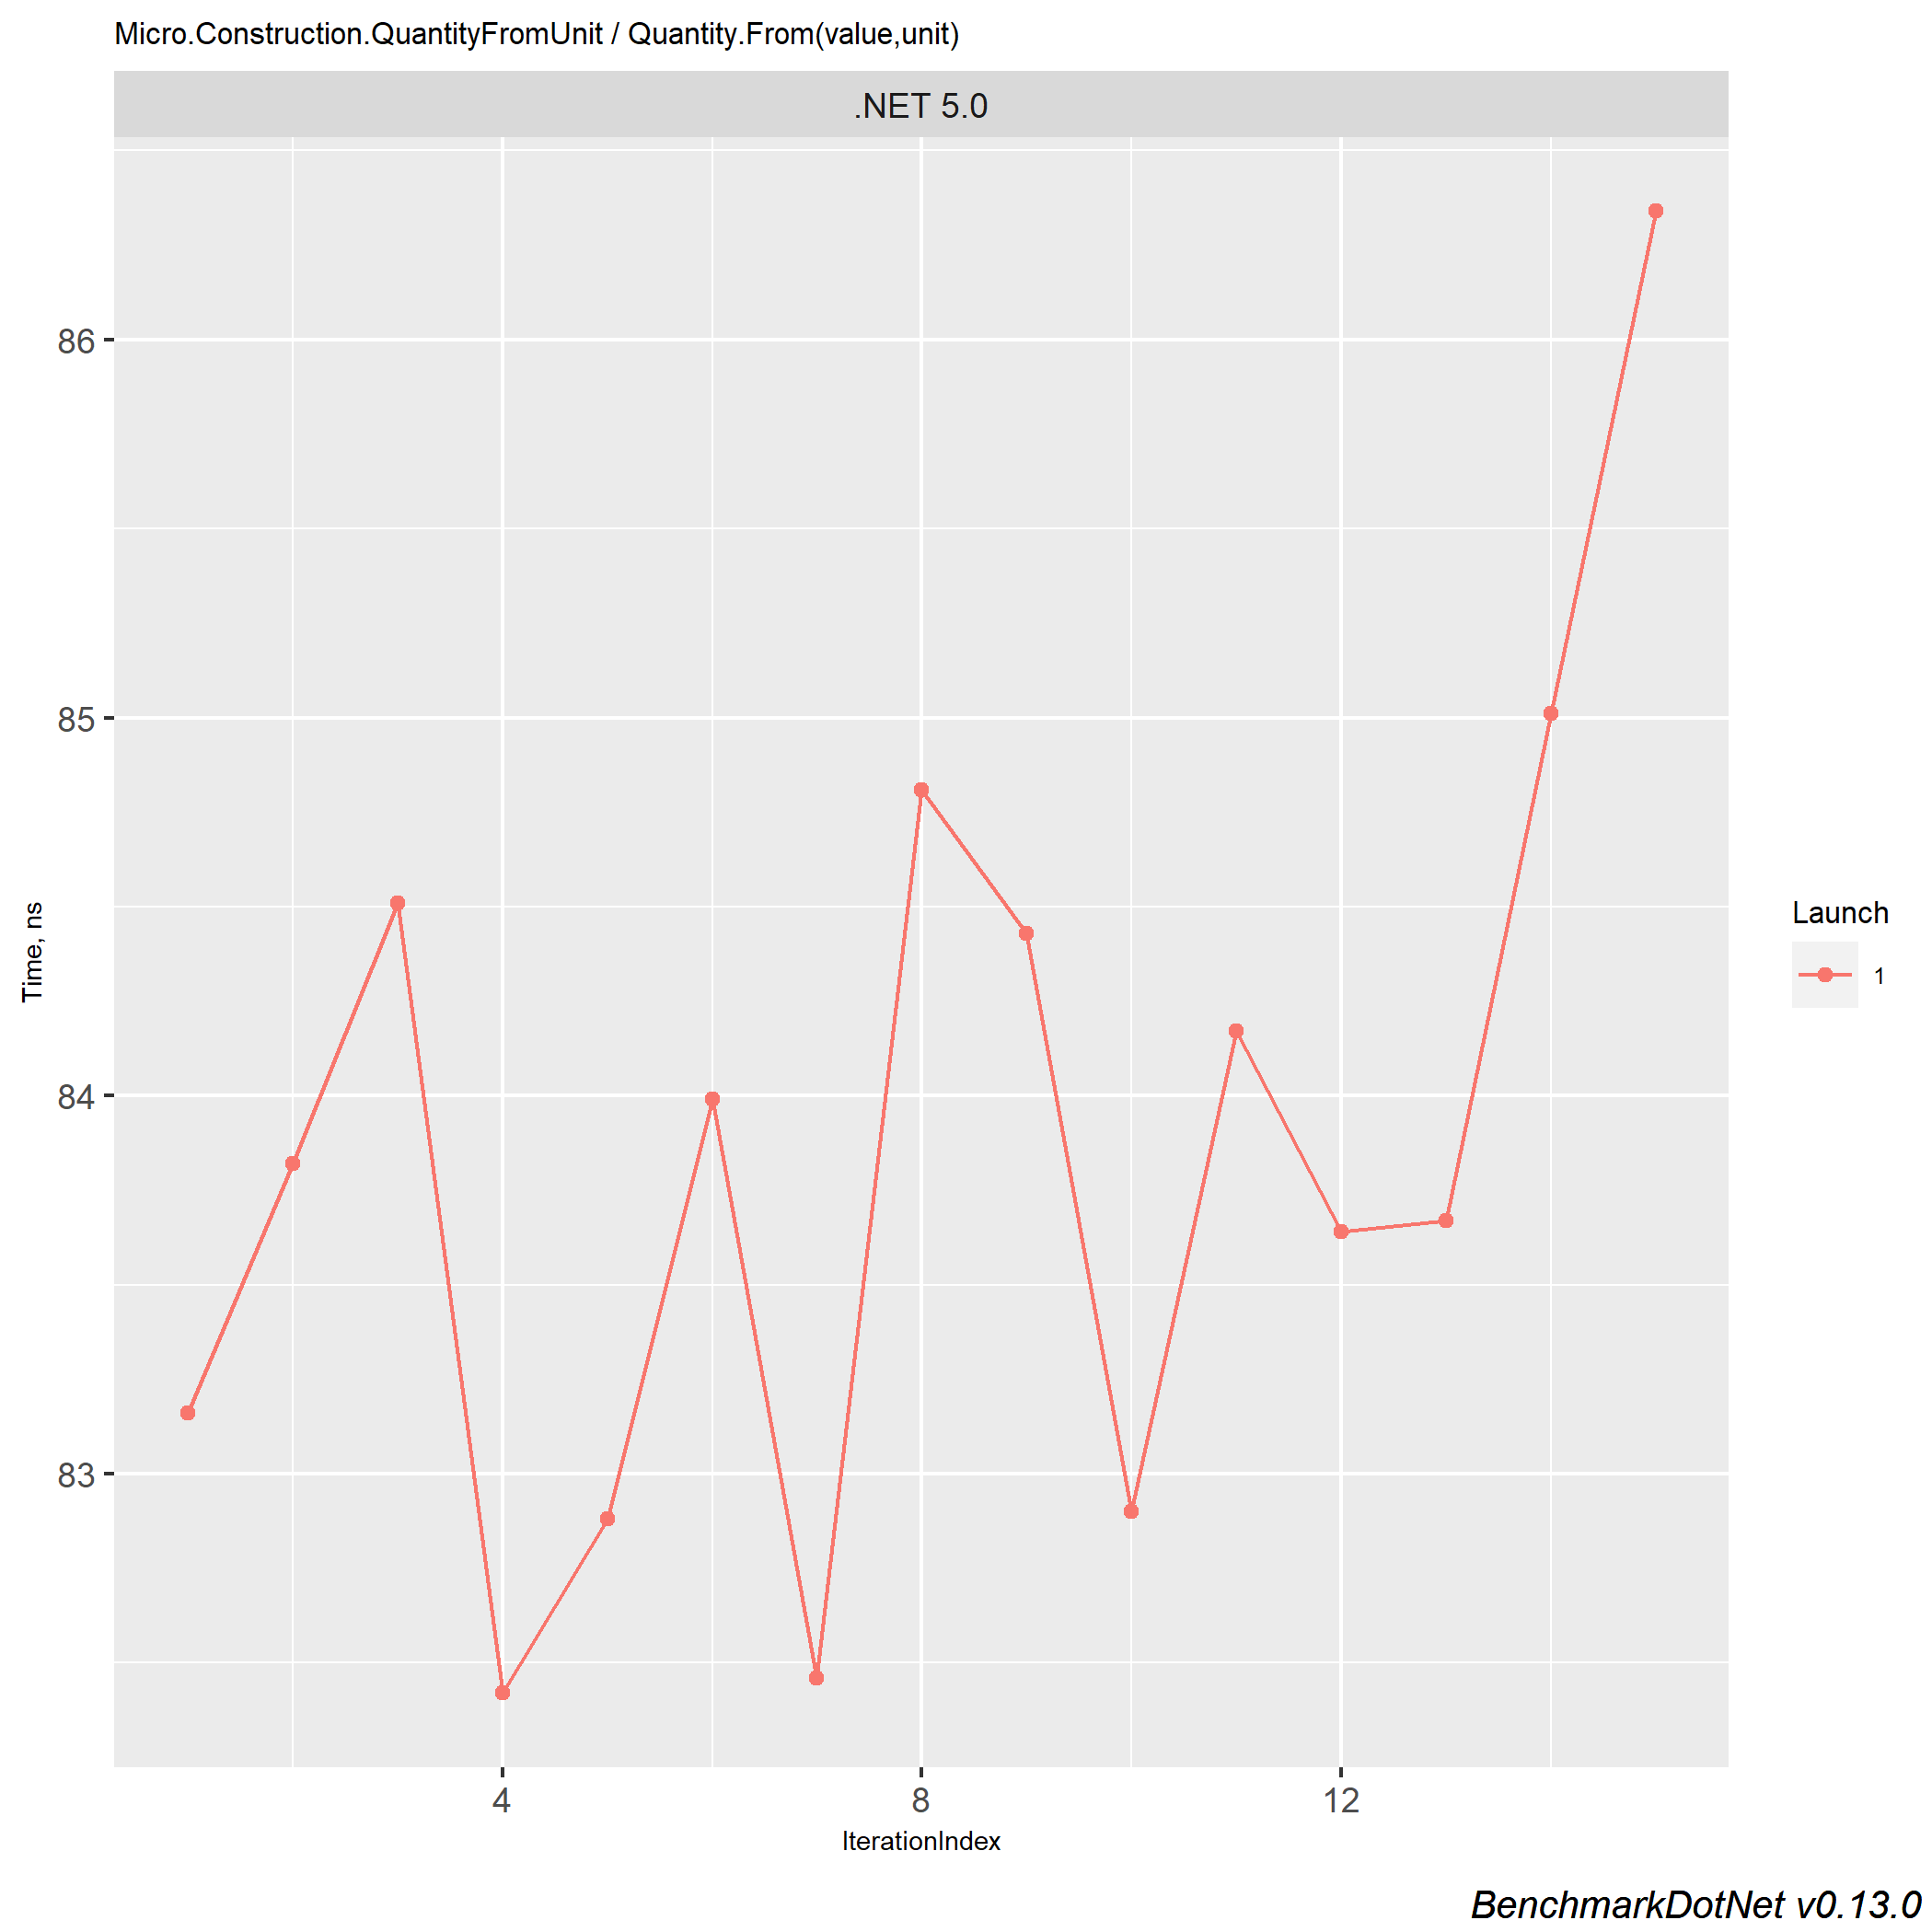 Micro.Construction.QuantityFromUnit / Quantity.From(value,unit)
.NET 5.0
86
85
84
83
Time, ns
4
8
12
IterationIndex
Launch
1
BenchmarkDotNet v0.13.0